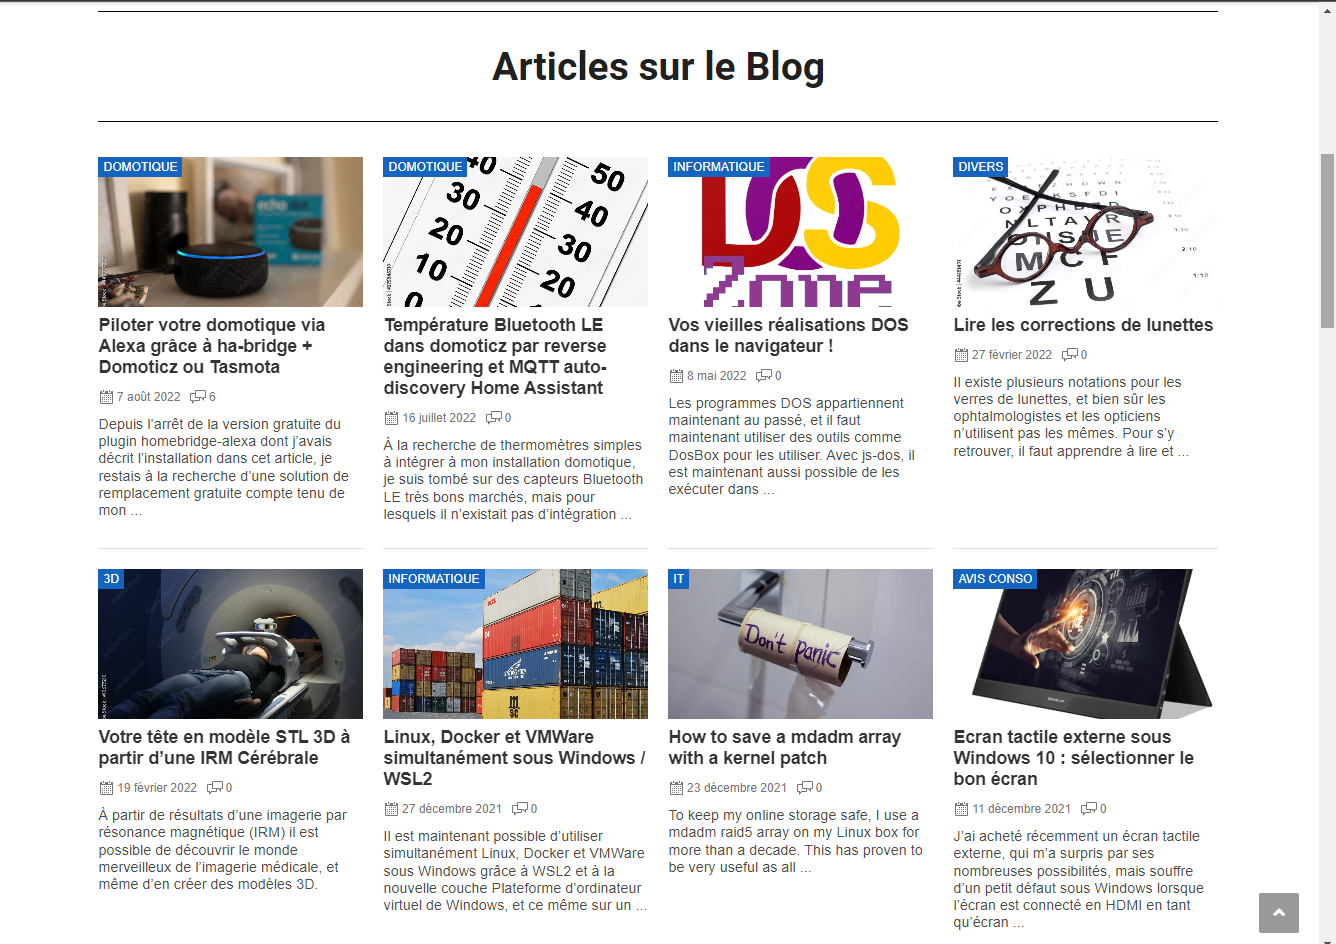 Articles sur le Blog
DOMOTIQUE
echo dot
Piloter votre domotique via
Alexa grâce à ha-bridge +
Domoticz ou Tasmota
7 août 2022 6
Depuis l’arrêt de la version gratuite du
plugin homebridge-alexa dont j’avais
décrit l’installation dans cet article, je
restais à la recherche d’une solution de
remplacement gratuite compte tenu de
mon ...
DOMOTIQUE
40 50
30 40
20 30
10 20
0
Température Bluetooth LE
dans domoticz par reverse
engineering et MQTT auto-
discovery Home Assistant
16 juillet 2022 0
À la recherche de thermomètres simples
à intégrer à mon installation domotique,
je suis tombé sur des capteurs Bluetooth
LE très bons marchés, mais pour
lesquels il n’existait pas d’intégration ...
INFORMATIQUE
DOS
Zone
Vos vieilles réalisations DOS
dans le navigateur !
8 mai 2022 0
Les programmes DOS appartiennent
maintenant au passé, et il faut
maintenant utiliser des outils comme
DosBox pour les utiliser. Avec js-dos, il
est maintenant aussi possible de les
exécuter dans ...
DIVERS
M C F
Z U
Lire les corrections de lunettes
27 février 2022 0
Il existe plusieurs notations pour les
verres de lunettes, et bien sûr les
ophtalmologistes et les opticiens
n’utilisent pas les mêmes. Pour s’y
retrouver, il faut apprendre à lire et ...
3D
Votre tête en modèle STL 3D à
partir d’une IRM Cérébrale
19 février 2022 0
À partir de résultats d’une imagerie par
résonance magnétique (IRM) il est
possible de découvrir le monde
merveilleux de l’imagerie médicale, et
même d’en créer des modèles 3D.
INFORMATIQUE
Linux, Docker et VMWare
simultanément sous Windows /
WSL2
27 décembre 2021 0
Il est maintenant possible d’utiliser
simultanément Linux, Docker et VMWare
sous Windows grâce à WSL2 et à la
nouvelle couche Plateforme d’ordinateur
virtuel de Windows, et ce même sur un ...
IT
Don't panic
How to save a mdadm array
with a kernel patch
23 décembre 2021 0
To keep my online storage safe, I use a
mdadm raid5 array on my Linux box for
more than a decade. This has proven to
be very useful as all ...
AVIS CONSO
Ecran tactile externe sous
Windows 10 : sélectionner le
bon écran
11 décembre 2021 0
J’ai acheté récemment un écran tactile
externe, qui m’a surpris par ses
nombreuses possibilités, mais souffre
d’un petit défaut sous Windows lorsque
l’écran est connecté en HDMI en tant
qu’écran ...